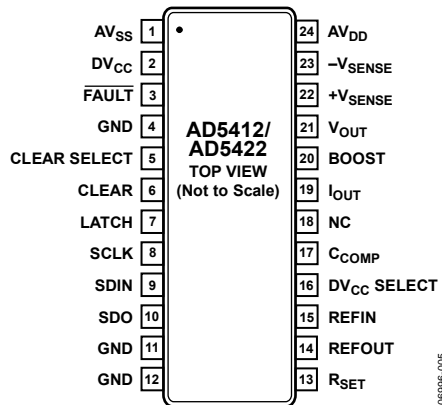 AVSS 1
DVCC 2
FAULT 3
GND 4
CLEAR SELECT 5
CLEAR 6
LATCH 7
SCLK 8
SDIN 9
SDO 10
GND 11
GND 12
AD5412/
AD5422
TOP VIEW
(Not to Scale)
24 AVDD
23 –VSENSE
22 +VSENSE
21 VOUT
20 BOOST
19 IOUT
18 NC
17 CCOMP
16 DVCC SELECT
15 REFIN
14 REFOUT
13 RSET
06996-005